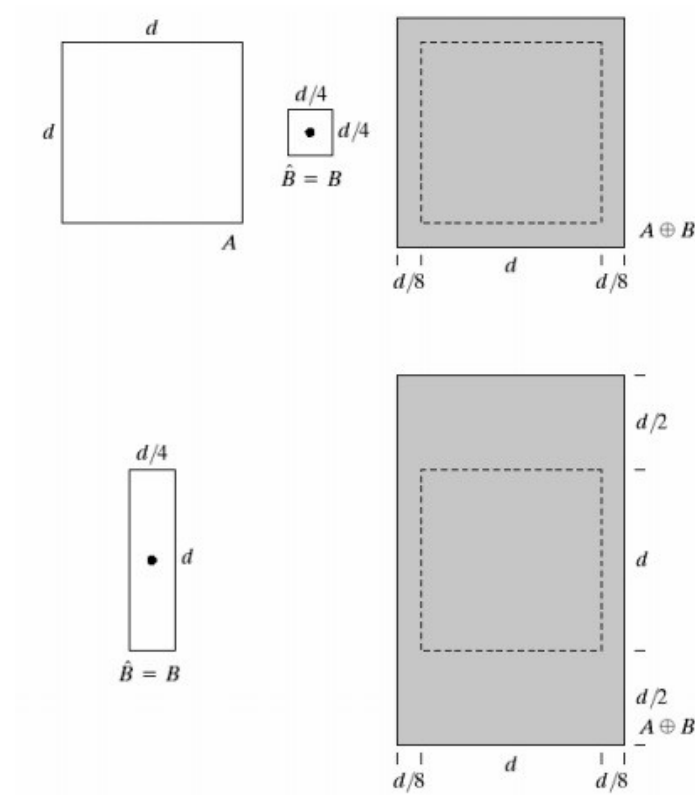 d
d
A
d/4
d/4
B̂ = B
A ⊕ B
d/8
d
d/8
d/4
d
B̂ = B
d/2
d
d/2
A ⊕ B
d/8
d
d/8